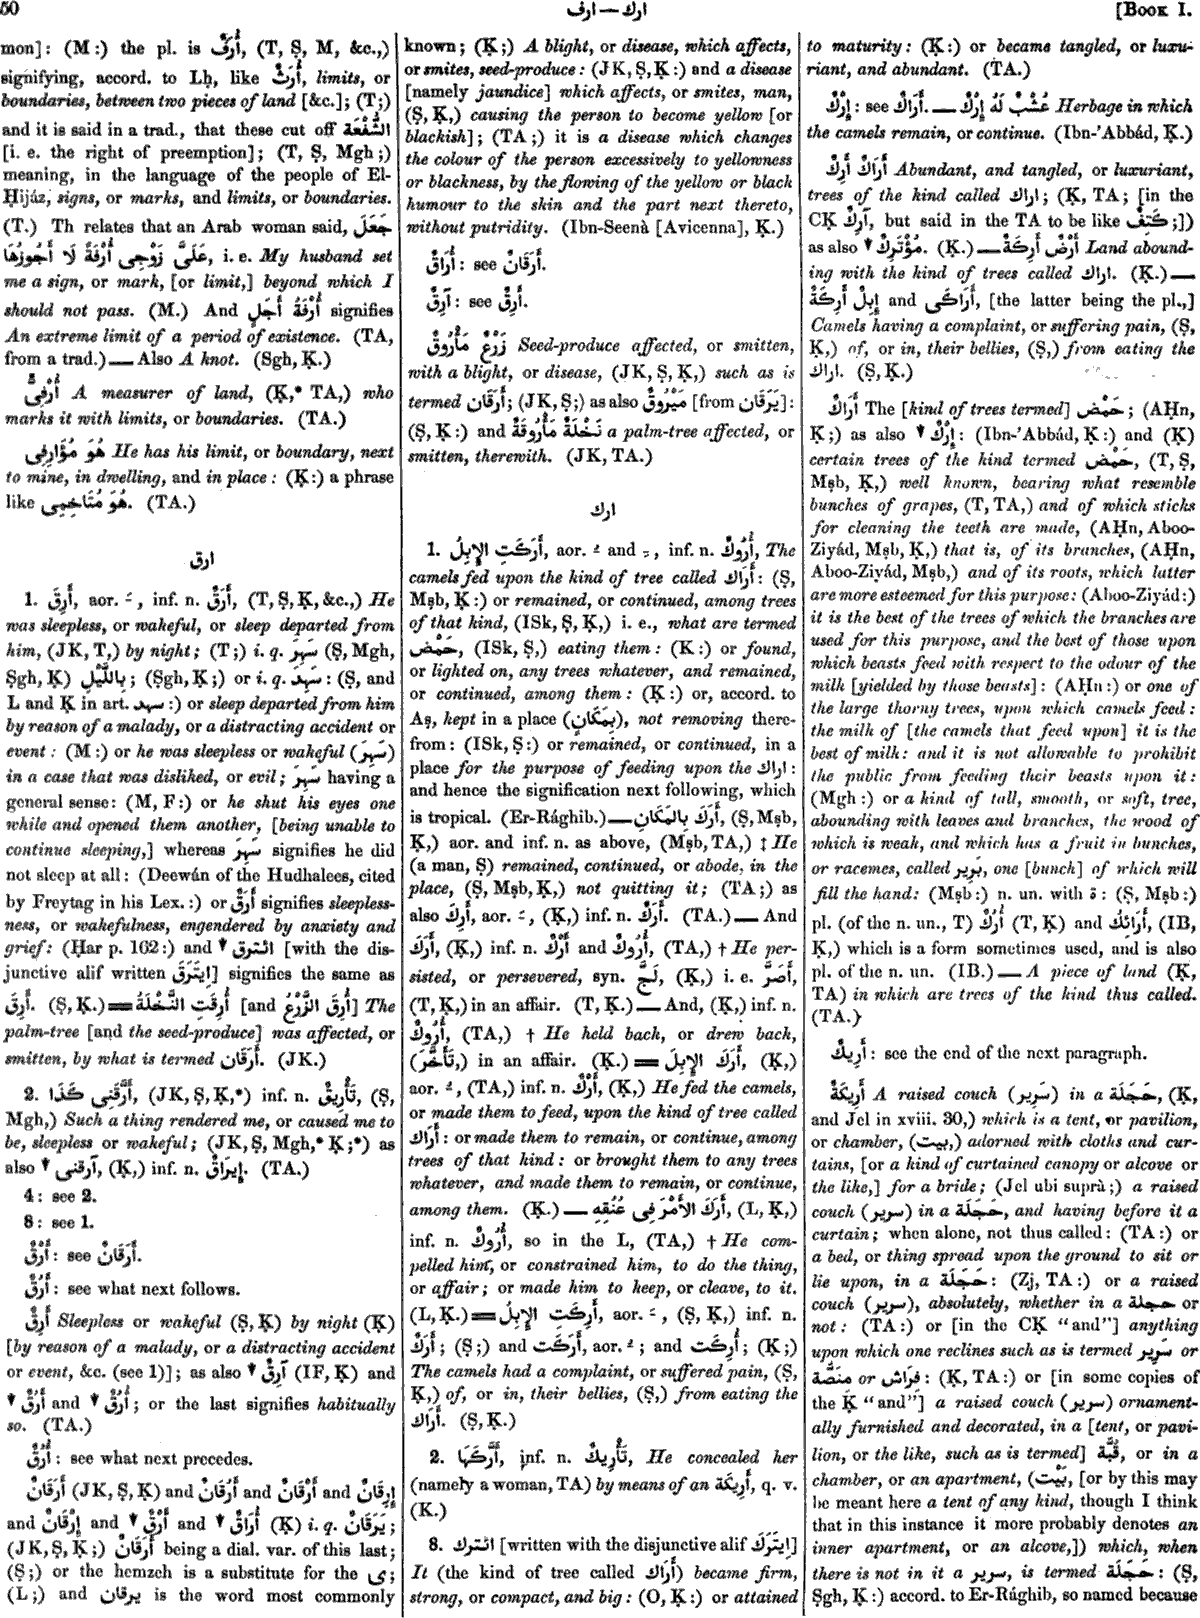 50
ارك — ارف
[Book I.
mon]: (M:) the pl. is أُرَفٌ, (T, Ṣ, M, &c.,)
signifying, accord. to Lḥ, like أُرَثٌ, limits, or
boundaries, between two pieces of land [&c.]; (T;)
and it is said in a trad., that these cut off الشُّفْعَة
[i. e. the right of preemption]; (T, Ṣ, Mgh;)
meaning, in the language of the people of El-
Ḥijáz, signs, or marks, and limits, or boundaries.
(T.) Th relates that an Arab woman said, جَعَلَ
عَلَىَّ زَوْجِى أُرْفَةً لَا أَجُوزُهَا, i. e. My husband set
me a sign, or mark, [or limit,] beyond which I
should not pass. (M.) And أُرْفَةُ أَجَلٍ signifies
An extreme limit of a period of existence. (TA,
from a trad.) — Also A knot. (Sgh, Ḳ.)
أُرْفِىٌّ A measurer of land, (Ḳ,* TA,) who
marks it with limits, or boundaries. (TA.)
هُوَ مُؤَارِفِى He has his limit, or boundary, next
to mine, in dwelling, and in place: (Ḳ:) a phrase
like هُوَ مُتَاخِمِى. (TA.)
ارق
1. أَرِقَ, aor. ـَ, inf. n. أَرَقٌ, (T, Ṣ, Ḳ, &c.,) He
was sleepless, or wakeful, or sleep departed from
him, (JK, T,) by night; (T;) i. q. سَهِرَ (Ṣ, Mgh,
Ṣgh, Ḳ) بِاللَّيْلِ; (Ṣgh, Ḳ;) or i. q. سَهِدَ: (Ṣ, and
L and Ḳ in art. سهد:) or sleep departed from him
by reason of a malady, or a distracting accident or
event: (M:) or he was sleepless or wakeful (سَهِرَ)
in a case that was disliked, or evil; سَهِرَ having a
general sense: (M, F:) or he shut his eyes one
while and opened them another, [being unable to
continue sleeping,] whereas سَهِرَ signifies he did
not sleep at all: (Deewán of the Hudhalees, cited
by Freytag in his Lex.:) or أَرَقٌ signifies sleepless-
ness, or wakefulness, engendered by anxiety and
grief: (Ḥar p. 162:) and ▼ ائترق [with the dis-
junctive alif written اِيتَرَقَ] signifies the same as
أَرِقَ. (Ṣ, Ḳ.) = أُرِقَتِ النَّخْلَةُ [and أُرِقَ الزَّرْعُ] The
palm-tree [and the seed-produce] was affected, or
smitten, by what is termed أَرَقَان. (JK.)
2. أَرَّقَنِى كَذَا, (JK, Ṣ, Ḳ,*) inf. n. تَأْرِيقٌ, (Ṣ,
Mgh,) Such a thing rendered me, or caused me to
be, sleepless or wakeful; (JK, Ṣ, Mgh,* Ḳ;*) as
also ▼ آرقنى, (Ḳ,) inf. n. إِيرَاقٌ. (TA.)
4: see 2.
8: see 1.
أَرْقٌ: see أَرَقَانٌ.
أُرُقٌ: see what next follows.
أَرِقٌ Sleepless or wakeful (Ṣ, Ḳ) by night (Ḳ)
[by reason of a malady, or a distracting accident
or event, &c. (see 1)]; as also ▼ آرِقٌ (IF, Ḳ) and
▼ أُرُقٌ and ▼ أُرَقٌ; or the last signifies habitually
so. (TA.)
أُرَقٌ: see what next precedes.
أَرَقَانٌ (JK, Ṣ, Ḳ) and أَرُقَانٌ and أَرْقَانٌ and إِرِقَانٌ
and إِرْقَانٌ and ▼ أَرْقٌ and ▼ أُرَاقٌ (Ḳ) i. q. يَرَقَانٌ;
(JK, Ṣ, Ḳ;) أَرَقَانٌ being a dial. var. of this last;
(Ṣ;) or the hemzeh is a substitute for the ى;
(L;) and يرقان is the word most commonly
known; (Ḳ;) A blight, or disease, which affects,
or smites, seed-produce: (JK, Ṣ, Ḳ:) and a disease
[namely jaundice] which affects, or smites, man,
(Ṣ, Ḳ,) causing the person to become yellow [or
blackish]; (TA;) it is a disease which changes
the colour of the person excessively to yellowness
or blackness, by the flowing of the yellow or black
humour to the skin and the part next thereto,
without putridity. (Ibn-Seenà [Avicenna], Ḳ.)
أُرَاقٌ: see أَرَقَانٌ.
آرِقٌ: see أَرِقٌ.
زَرْعٌ مَأْرُوقٌ Seed-produce affected, or smitten,
with a blight, or disease, (JK, Ṣ, Ḳ,) such as is
termed أَرَقَان; (JK, Ṣ;) as also مَيْرُوقٌ [from يَرَقَان]:
(Ṣ, Ḳ:) and نَخْلَةٌ مَأْرُوقَةٌ a palm-tree affected, or
smitten, therewith. (JK, TA.)
ارك
1. أَرَكَتِ الإِبِلُ, aor. ـُ and ـِ, inf. n. أُرُوكٌ, The
camels fed upon the kind of tree called أَرَاك: (Ṣ,
Mṣb, Ḳ:) or remained, or continued, among trees
of that kind, (ISk, Ṣ, Ḳ,) i. e., what are termed
حَمْض, (ISk, Ṣ,) eating them: (Ḳ:) or found,
or lighted on, any trees whatever, and remained,
or continued, among them: (Ḳ:) or, accord. to
Aṣ, kept in a place (بِمَكَانٍ), not removing there-
from: (ISk, Ṣ:) or remained, or continued, in a
place for the purpose of feeding upon the اراك:
and hence the signification next following, which
is tropical. (Er-Rághib.) — أَرَكَ بِالمَكَانِ, (Ṣ, Mṣb,
Ḳ,) aor. and inf. n. as above, (Mṣb, TA,) ‡ He
(a man, Ṣ) remained, continued, or abode, in the
place, (Ṣ, Mṣb, Ḳ,) not quitting it; (TA;) as
also أَرِكَ, aor. ـَ, (Ḳ,) inf. n. أَرَكٌ. (TA.) — And
أَرَكَ, (Ḳ,) inf. n. أَرْكٌ and أُرُوكٌ, (TA,) † He per-
sisted, or persevered, syn. لَجَّ, (Ḳ,) i. e. أَصَرَّ,
(T, Ḳ,) in an affair. (T, Ḳ.) — And, (Ḳ,) inf. n.
أُرُوكٌ, (TA,) † He held back, or drew back,
(تَأَخَّرَ,) in an affair. (Ḳ.) = أَرَكَ الإِبِلَ, (Ḳ,)
aor. ـُ, (TA,) inf. n. أَرْكٌ, (Ḳ,) He fed the camels,
or made them to feed, upon the kind of tree called
أَرَاك: or made them to remain, or continue, among
trees of that kind: or brought them to any trees
whatever, and made them to remain, or continue,
among them. (Ḳ.) — أَرَكَ الأَمْرَ فِى عُنُقِهِ, (L, Ḳ,)
inf. n. أُرُوكٌ, so in the L, (TA,) † He com-
pelled him, or constrained him, to do the thing,
or affair; or made him to keep, or cleave, to it.
(L, Ḳ.) = أَرِكَتِ الإِبِلُ, aor. ـَ, (Ṣ, Ḳ,) inf. n.
أَرَكٌ; (Ṣ;) and أَرَكَت, aor. ـُ; and أُرِكَت; (Ḳ;)
The camels had a complaint, or suffered pain, (Ṣ,
Ḳ,) of, or in, their bellies, (Ṣ,) from eating the
أَرَاك. (Ṣ, Ḳ.)
2. أَرَّكَهَا, inf. n. تَأْرِيكٌ, He concealed her
(namely a woman, TA) by means of an أَرِيكَة, q. v.
(Ḳ.)
8. ائترك [written with the disjunctive alif اِيتَرَكَ]
It (the kind of tree called أَرَاك) became firm,
strong, or compact, and big: (O, Ḳ:) or attained
to maturity: (Ḳ:) or became tangled, or luxu-
riant, and abundant. (TA.)
إِرْكٌ: see أَرَاكٌ. — عُشْبٌ لَهُ إِرْكٌ Herbage in which
the camels remain, or continue. (Ibn-'Abbád, Ḳ.)
أَرَاكٌ أَرِكٌ Abundant, and tangled, or luxuriant,
trees of the kind called اراك; (Ḳ, TA; [in the
CḲ آرِكٌ, but said in the TA to be like كَتِفٌ;])
as also ▼ مُؤْتَرِكٌ. (Ḳ.) — أَرْضٌ أَرِكَةٌ Land abound-
ing with the kind of trees called اراك. (Ḳ.) —
إِبِلٌ أَرِكَةٌ and أَرَاكَى, [the latter being the pl.,]
Camels having a complaint, or suffering pain, (Ṣ,
Ḳ,) of, or in, their bellies, (Ṣ,) from eating the
اراك. (Ṣ, Ḳ.)
أَرَاكٌ The [kind of trees termed] حَمْض; (AḤn,
Ḳ;) as also ▼ إِرْكٌ: (Ibn-'Abbád, Ḳ:) and (Ḳ)
certain trees of the kind termed حَمْض, (T, Ṣ,
Mṣb, Ḳ,) well known, bearing what resemble
bunches of grapes, (T, TA,) and of which sticks
for cleaning the teeth are made, (AḤn, Aboo-
Ziyád, Mṣb, Ḳ,) that is, of its branches, (AḤn,
Aboo-Ziyád, Mṣb,) and of its roots, which latter
are more esteemed for this purpose: (Aboo-Ziyád:)
it is the best of the trees of which the branches are
used for this purpose, and the best of those upon
which beasts feed with respect to the odour of the
milk [yielded by those beasts]: (AḤn:) or one of
the large thorny trees, upon which camels feed:
the milk of [the camels that feed upon] it is the
best of milk: and it is not allowable to prohibit
the public from feeding their beasts upon it:
(Mgh:) or a kind of tall, smooth, or soft, tree,
abounding with leaves and branches, the wood of
which is weak, and which has a fruit in bunches,
or racemes, called بَرِير, one [bunch] of which will
fill the hand: (Mṣb:) n. un. with ة: (Ṣ, Mṣb:)
pl. (of the n. un., T) أُرُكٌ (T, Ḳ) and أَرَائِكُ, (IB,
Ḳ,) which is a form sometimes used, and is also
pl. of the n. un. (IB.) — A piece of land (Ḳ,
TA) in which are trees of the kind thus called.
(TA.)
أَرِيكٌ: see the end of the next paragraph.
أَرِيكَةٌ A raised couch (سَرِير) in a حَجَلَة, (Ḳ,
and Jel in xviii. 30,) which is a tent, or pavilion,
or chamber, (بيت,) adorned with cloths and cur-
tains, [or a kind of curtained canopy or alcove or
the like,] for a bride; (Jel ubi suprà;) a raised
couch (سرير) in a حَجَلَة, and having before it a
curtain; when alone, not thus called: (TA:) or
a bed, or thing spread upon the ground to sit or
lie upon, in a حَجَلَة: (Zj, TA:) or a raised
couch (سرير), absolutely, whether in a حجلة or
not: (TA:) or [in the CḲ "and"] anything
upon which one reclines such as is termed سَرِير or
مِنَصَّة or فِرَاش: (Ḳ, TA:) or [in some copies of
the Ḳ "and"] a raised couch (سرير) ornament-
ally furnished and decorated, in a [tent, or pavi-
lion, or the like, such as is termed] قُبَّة, or in a
chamber, or an apartment, (بَيْت, [or by this may
be meant here a tent of any kind, though I think
that in this instance it more probably denotes an
inner apartment, or an alcove,]) which, when
there is not in it a سرير, is termed حَجَلَة: (Ṣ,
Ṣgh, Ḳ:) accord. to Er-Rághib, so named because